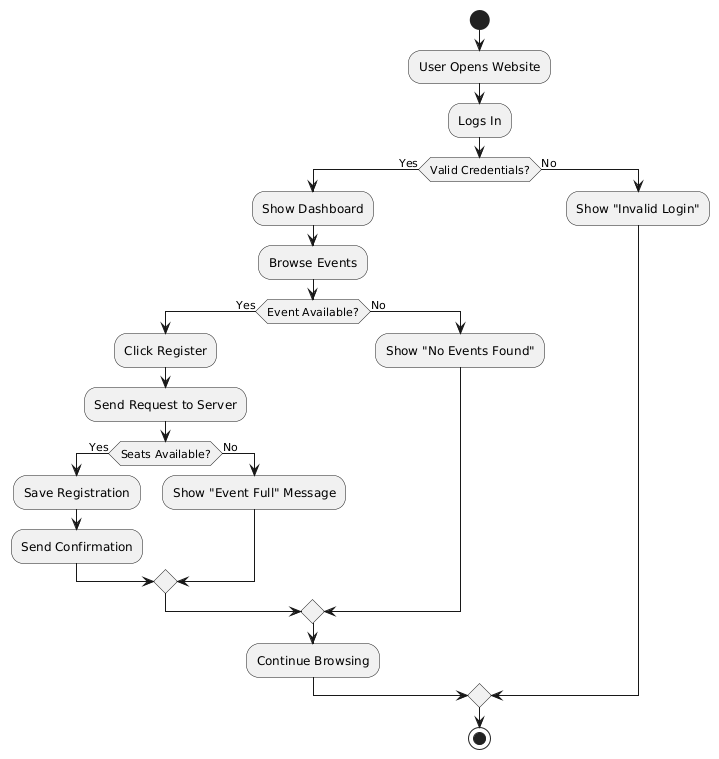 User Opens Website
Logs In
Yes
Valid Credentials?
No
Show Dashboard
Show "Invalid Login"
Browse Events
Yes
Event Available?
No
Click Register
Show "No Events Found"
Send Request to Server
Yes
Seats Available?
No
Save Registration
Show "Event Full" Message
Send Confirmation
Continue Browsing